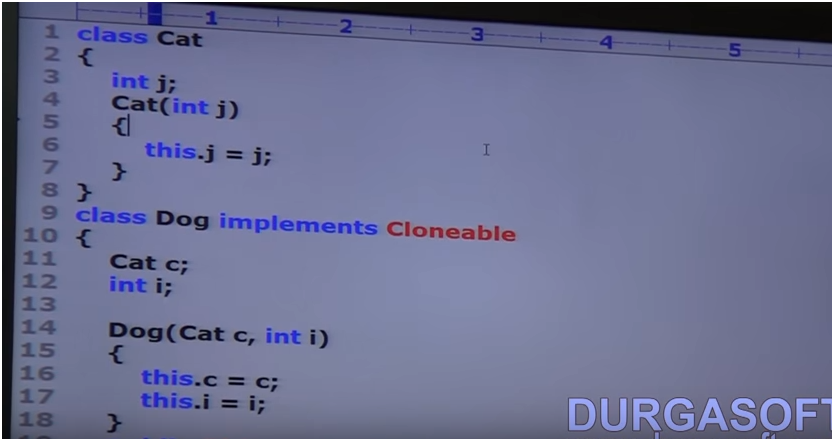 1 2 3 4 5
1 class Cat
2 {
3 int j;
4 Cat(int j)
5 {
6 this.j = j;
7 }
8 }
9 class Dog implements Cloneable
10 {
11 Cat c;
12 int i;
13
14 Dog(Cat c, int i)
15 {
16 this.c = c;
17 this.i = i;
18 }
DURGASOFT